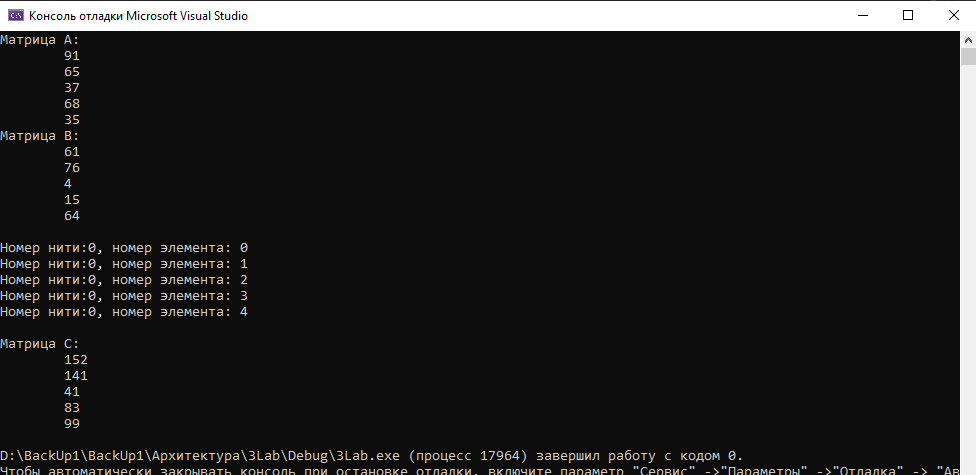 Консоль отладки Microsoft Visual Studio
Матрица A:
91
65
37
68
35
Матрица B:
61
76
4
15
64
Номер нити:0, номер элемента: 0
Номер нити:0, номер элемента: 1
Номер нити:0, номер элемента: 2
Номер нити:0, номер элемента: 3
Номер нити:0, номер элемента: 4
Матрица C:
152
141
41
83
99
D:\BackUp1\BackUp1\Архитектура\3Lab\Debug\3Lab.exe (процесс 17964) завершил работу с кодом 0.
Чтобы автоматически закрывать консоль при остановке отладки, включите параметр "Сервис" ->"Параметры" ->"Отладка" -> "Ав